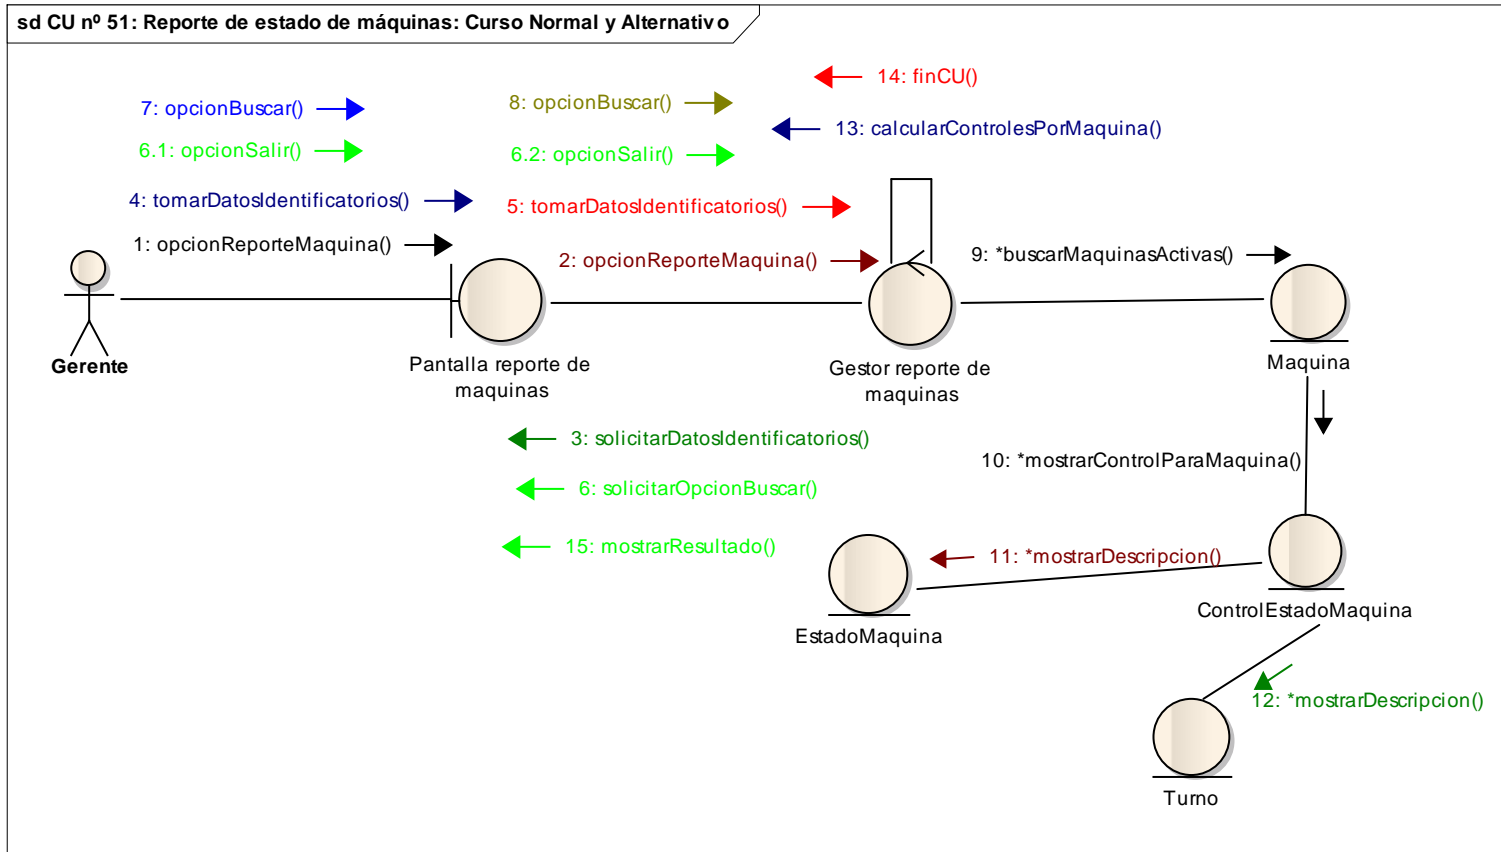 sd CU nº 51: Reporte de estado de máquinas: Curso Normal y Alternativo
14: finCU()
7: opcionBuscar()
8: opcionBuscar()
13: calcularControlesPorMaquina()
6.1: opcionSalir()
6.2: opcionSalir()
4: tomarDatosIdentificatorios()
5: tomarDatosIdentificatorios()
1: opcionReporteMaquina()
2: opcionReporteMaquina()
9: *buscarMaquinasActivas()
Gerente
Pantalla reporte de
maquinas
Gestor reporte de
maquinas
Maquina
3: solicitarDatosIdentificatorios()
10: *mostrarControlParaMaquina()
6: solicitarOpcionBuscar()
15: mostrarResultado()
11: *mostrarDescripcion()
EstadoMaquina
ControlEstadoMaquina
12: *mostrarDescripcion()
Turno